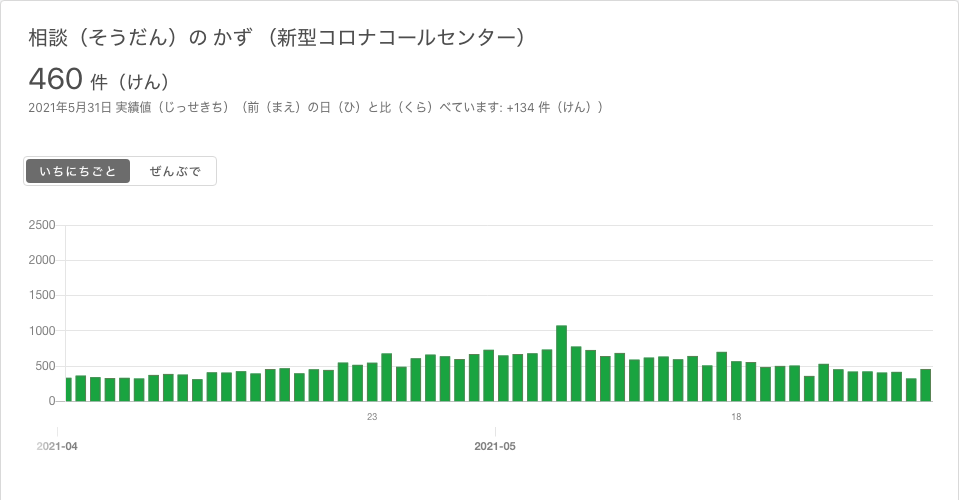 相談（そうだん）の かず （新型コロナコールセンター）
460 件（けん）
2021年5月31日 実績値（じっせきち）（前（まえ）の日（ひ）と比（くら）べています: +134 件（けん））
いちにちごと ぜんぶで
2500
2000
1500
1000
500
0
23 18
2021-04 2021-05